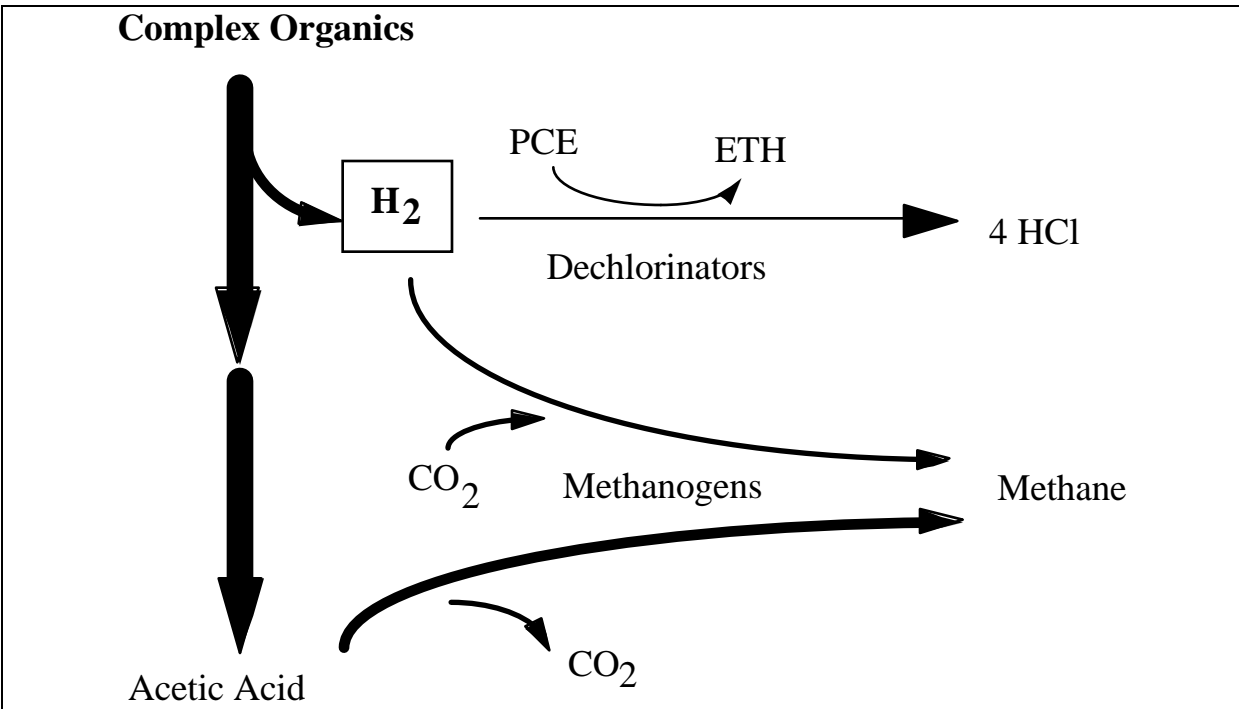 Complex Organics
PCE
ETH
H2
4 HCl
Dechlorinators
CO2
Methanogens
Methane
CO2
Acetic Acid